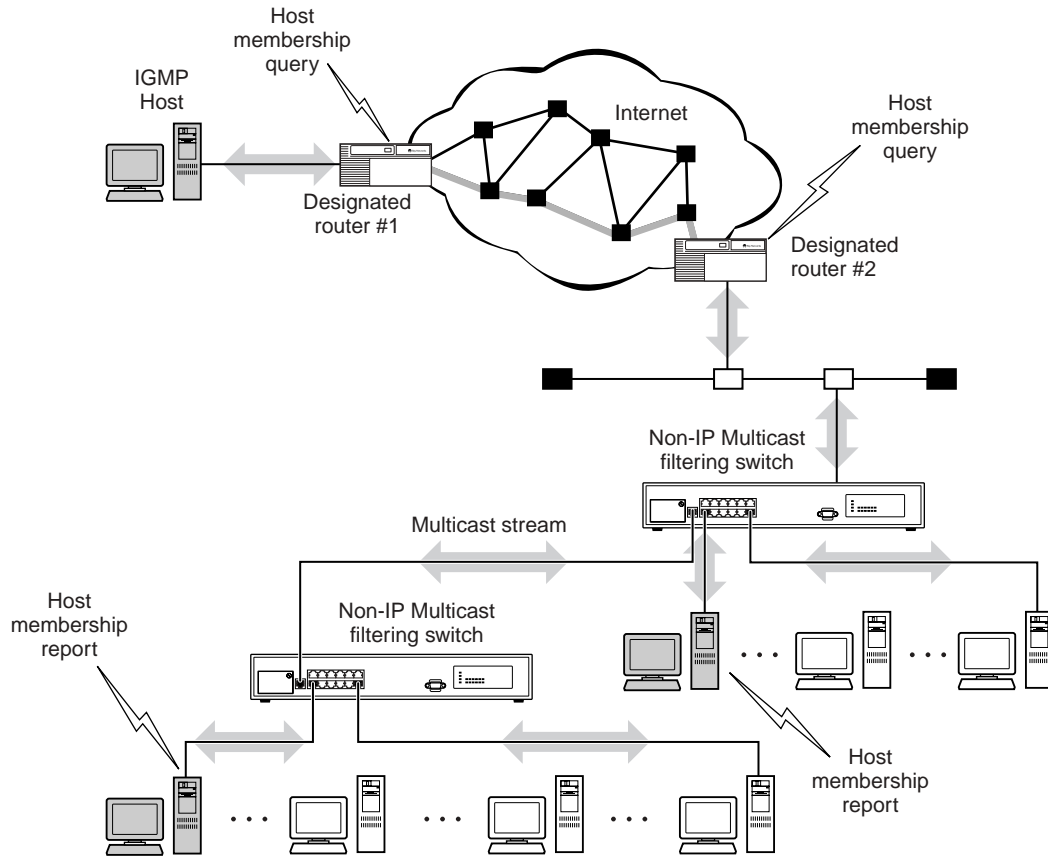 Host
membership
query
IGMP
Host
Internet
Host
membership
query
Designated
router #1
Designated
router #2
Non-IP Multicast
filtering switch
Multicast stream
Host
membership
report
Non-IP Multicast
filtering switch
Host
membership
report